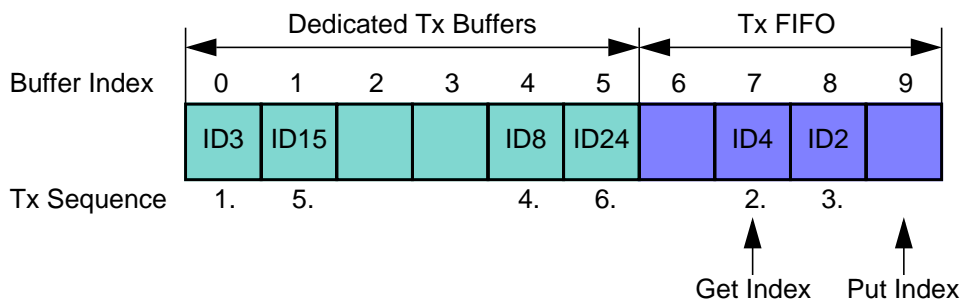 Dedicated Tx Buffers Tx FIFO
Buffer Index 0 1 2 3 4 5 6 7 8 9
ID3 ID15 ID8 ID24 ID4 ID2
Tx Sequence 1. 5. 4. 6. 2. 3.
Get Index Put Index